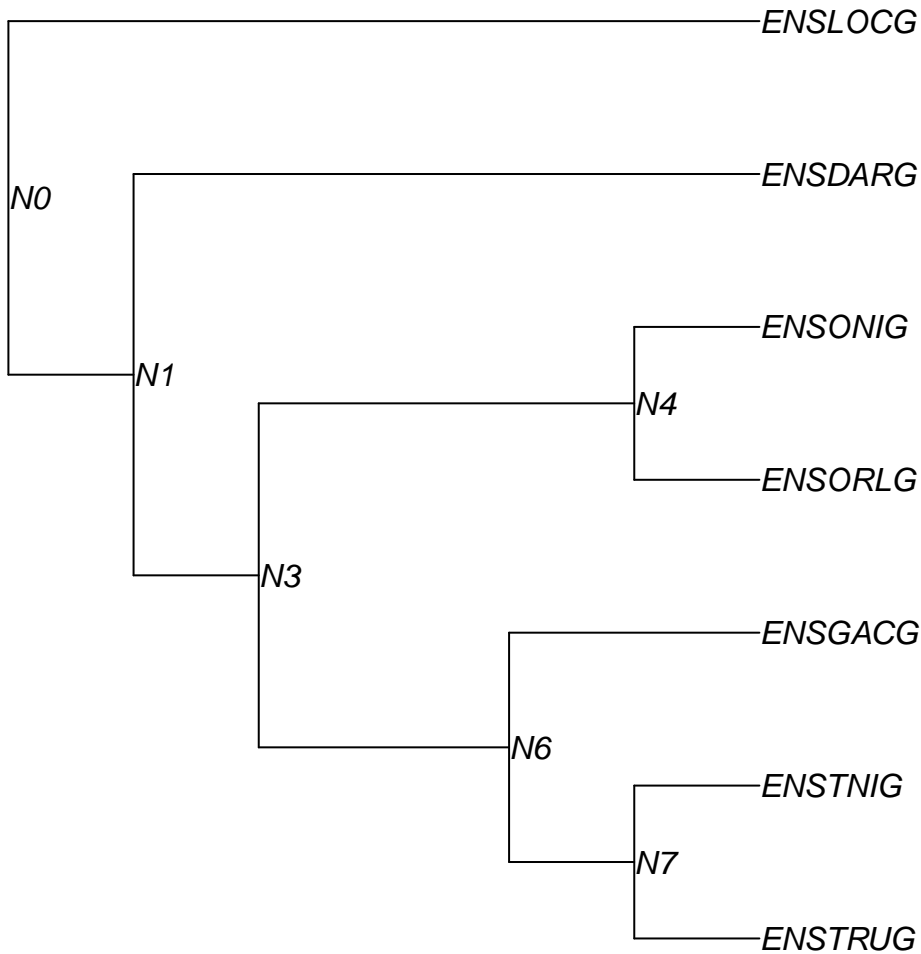 ENSLOCG
ENSDARG
N0
ENSONIG
N1
N4
ENSORLG
N3
ENSGACG
N6
ENSTNIG
N7
ENSTRUG